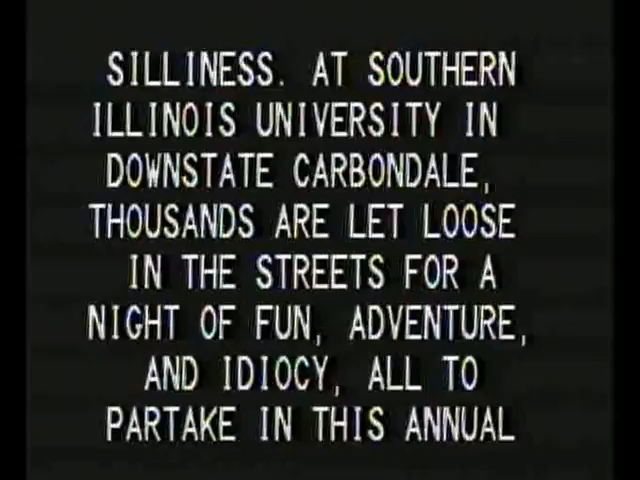 SILLINESS. AT SOUTHERN
ILLINOIS UNIVERSITY IN
DOWNSTATE CARBONDALE,
THOUSANDS ARE LET LOOSE
IN THE STREETS FOR A
NIGHT OF FUN, ADVENTURE,
AND IDIOCY, ALL TO
PARTAKE IN THIS ANNUAL